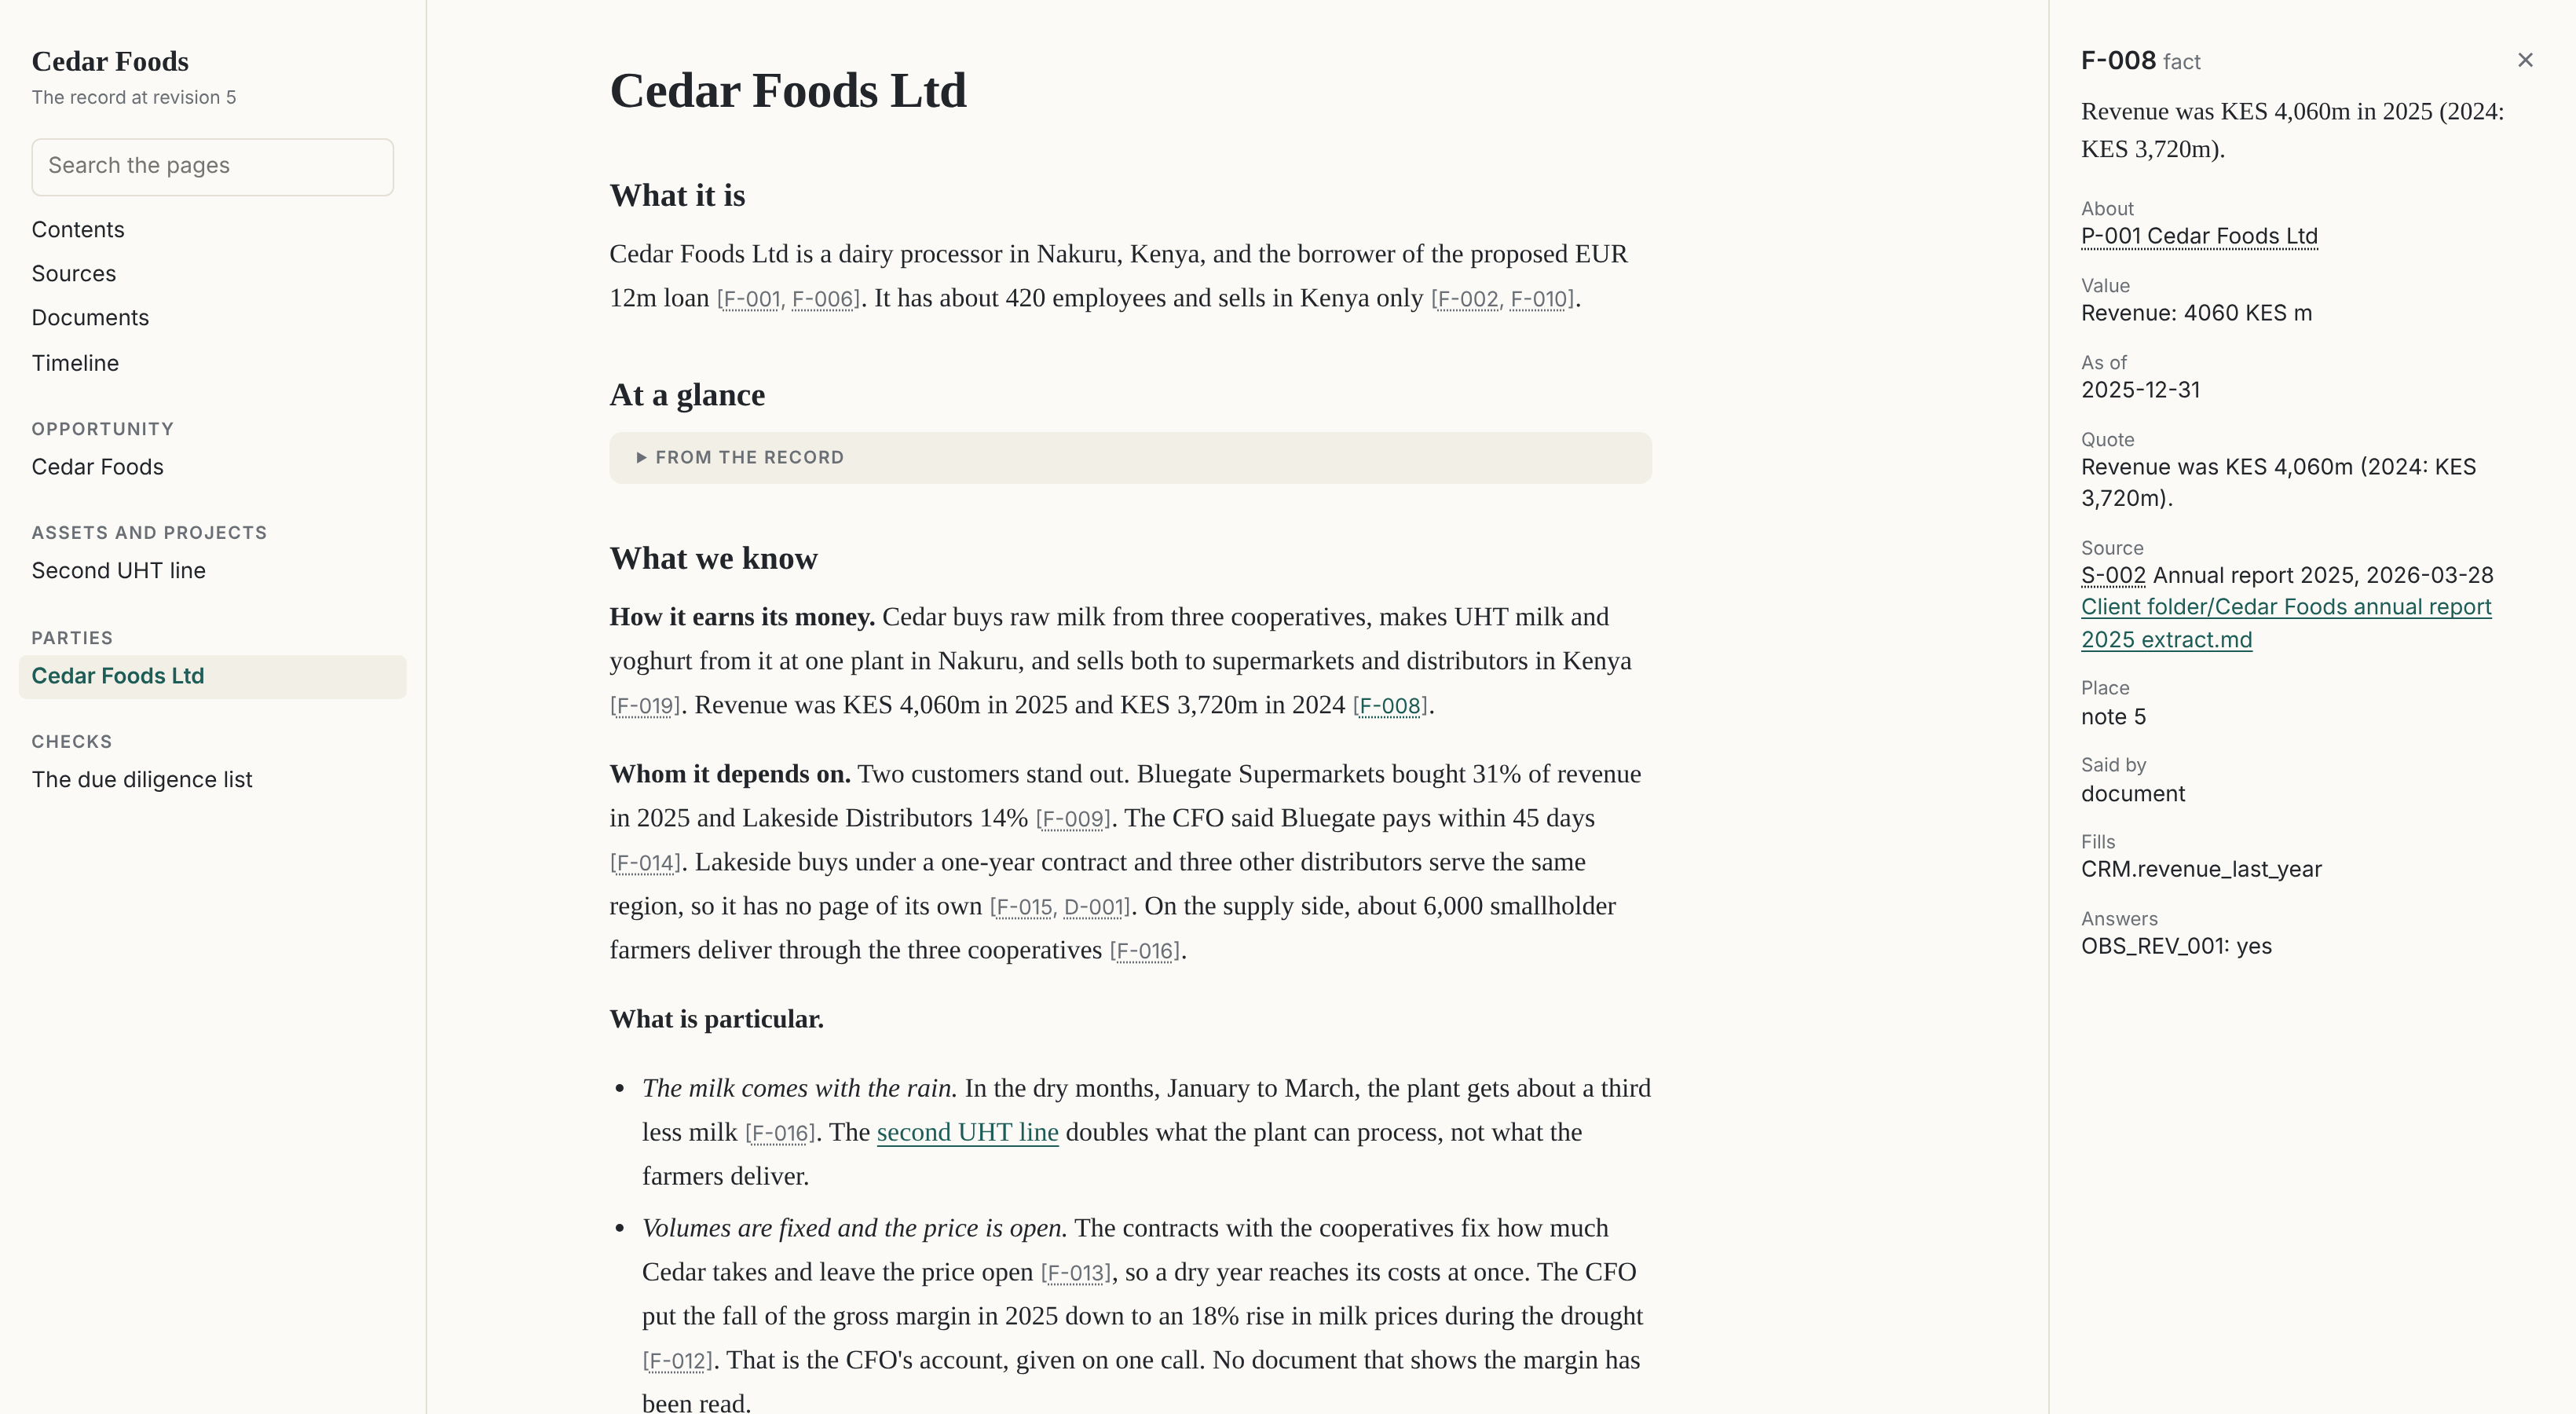 Cedar Foods
The record at revision 5
Search the pages
Contents
Sources
Documents
Timeline
OPPORTUNITY
Cedar Foods
ASSETS AND PROJECTS
Second UHT line
PARTIES
Cedar Foods Ltd
CHECKS
The due diligence list
Cedar Foods Ltd
What it is
Cedar Foods Ltd is a dairy processor in Nakuru, Kenya, and the borrower of the proposed EUR
12m loan [F-001, F-006]. It has about 420 employees and sells in Kenya only [F-002, F-010].
At a glance
FROM THE RECORD
What we know
How it earns its money. Cedar buys raw milk from three cooperatives, makes UHT milk and
yoghurt from it at one plant in Nakuru, and sells both to supermarkets and distributors in Kenya
[F-019]. Revenue was KES 4,060m in 2025 and KES 3,720m in 2024 [F-008].
Whom it depends on. Two customers stand out. Bluegate Supermarkets bought 31% of revenue
in 2025 and Lakeside Distributors 14% [F-009]. The CFO said Bluegate pays within 45 days
[F-014]. Lakeside buys under a one-year contract and three other distributors serve the same
region, so it has no page of its own [F-015, D-001]. On the supply side, about 6,000 smallholder
farmers deliver through the three cooperatives [F-016].
What is particular.
• The milk comes with the rain. In the dry months, January to March, the plant gets about a third
less milk [F-016]. The second UHT line doubles what the plant can process, not what the
farmers deliver.
• Volumes are fixed and the price is open. The contracts with the cooperatives fix how much
Cedar takes and leave the price open [F-013], so a dry year reaches its costs at once. The CFO
put the fall of the gross margin in 2025 down to an 18% rise in milk prices during the drought
[F-012]. That is the CFO's account, given on one call. No document that shows the margin has
been read.
F-008 fact
×
Revenue was KES 4,060m in 2025 (2024:
KES 3,720m).
About
P-001 Cedar Foods Ltd
Value
Revenue: 4060 KES m
As of
2025-12-31
Quote
Revenue was KES 4,060m (2024: KES
3,720m).
Source
S-002 Annual report 2025, 2026-03-28
Client folder/Cedar Foods annual report
2025 extract.md
Place
note 5
Said by
document
Fills
CRM.revenue_last_year
Answers
OBS_REV_001: yes